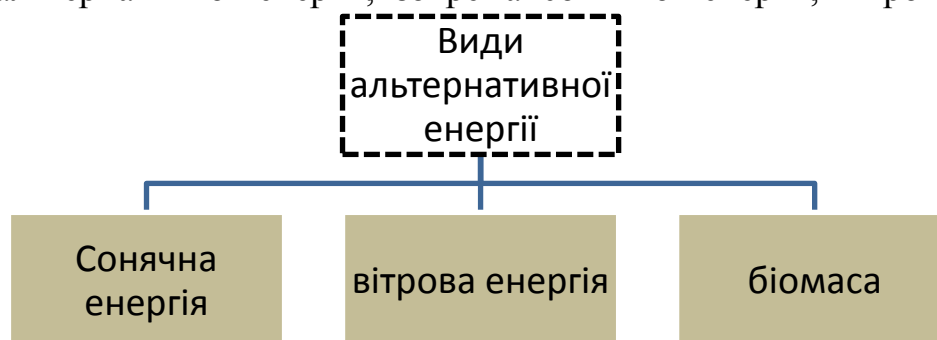 Види
альтернативної
енергії
Сонячна
енергія
вітрова енергія
біомаса